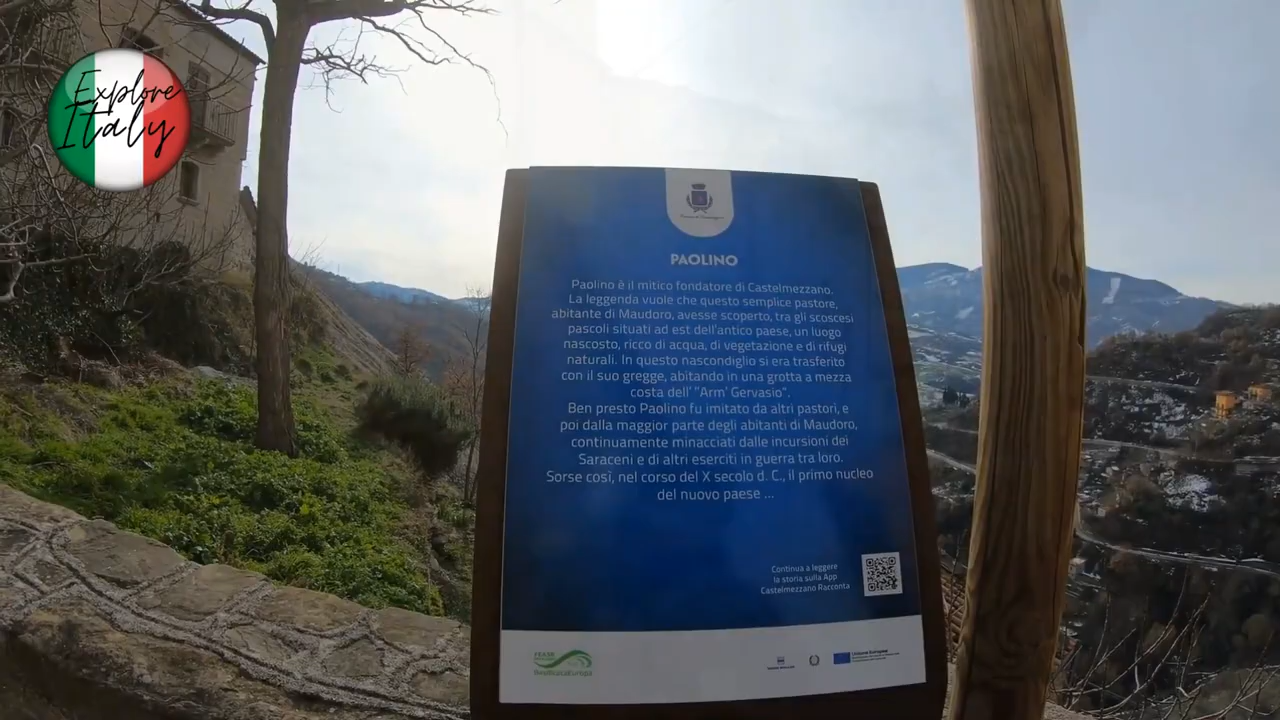 Explore
Italy
PAOLINO
Paolino è il mitico fondatore di Castelmezzano.
La leggenda vuole che questo semplice pastore,
abitante di Maudoro, avesse scoperto, tra gli scoscesi
pascoli situati ad est dell'antico paese, un luogo
nascosto, ricco di acqua, di vegetazione e di rifugi
naturali. In questo nascondiglio si era trasferito
con il suo gregge, abitando in una grotta a mezza
costa dell' "Arm' Gervasio".
Ben presto Paolino fu imitato da altri pastori, e
poi dalla maggior parte degli abitanti di Maudoro,
continuamente minacciati dalle incursioni dei
Saraceni e di altri eserciti in guerra tra loro.
Sorse così, nel corso del X secolo d. C., il primo nucleo
del nuovo paese ...
Continua a leggere
la storia sulla App
Castelmezzano Racconta
FEASR
Unione Europea